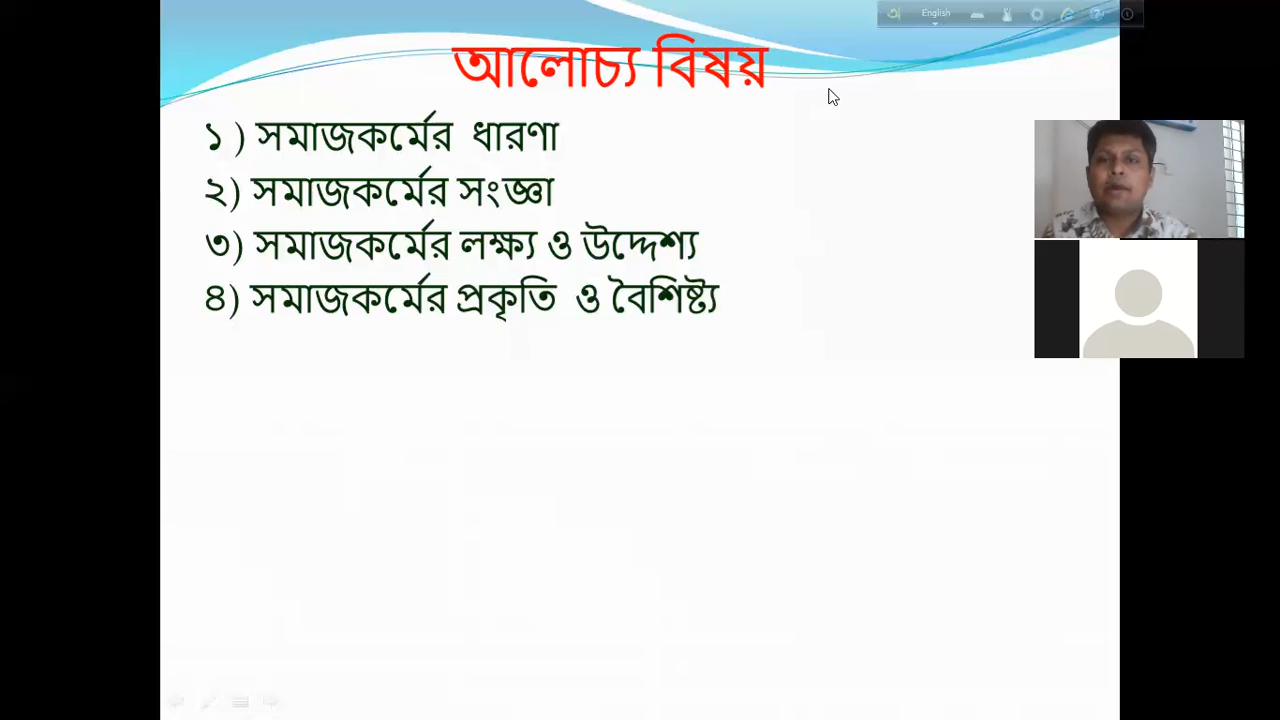 English
আলোচ্য বিষয়
১ ) সমাজকর্মের ধারণা
২) সমাজকর্মের সংজ্ঞা
৩) সমাজকর্মের লক্ষ্য ও উদ্দেশ্য
৪) সমাজকর্মের প্রকৃতি ও বৈশিষ্ট্য